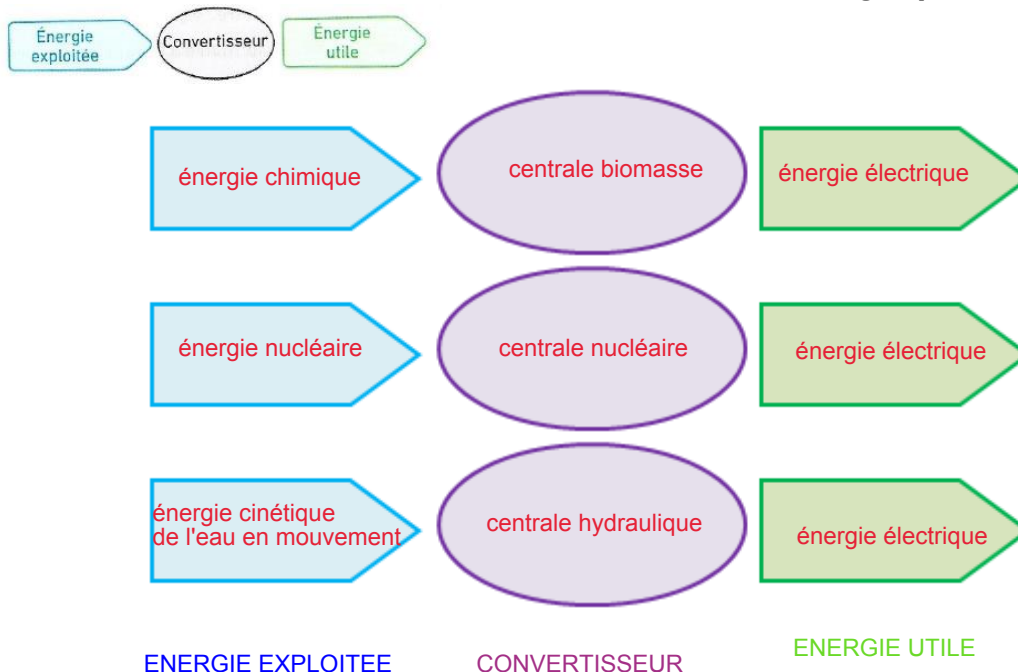 Énergie
exploitée
Convertisseur
Énergie
utile
énergie chimique
centrale biomasse
énergie électrique
énergie nucléaire
centrale nucléaire
énergie électrique
énergie cinétique
de l'eau en mouvement
centrale hydraulique
énergie électrique
ENERGIE EXPLOITEE
CONVERTISSEUR
ENERGIE UTILE